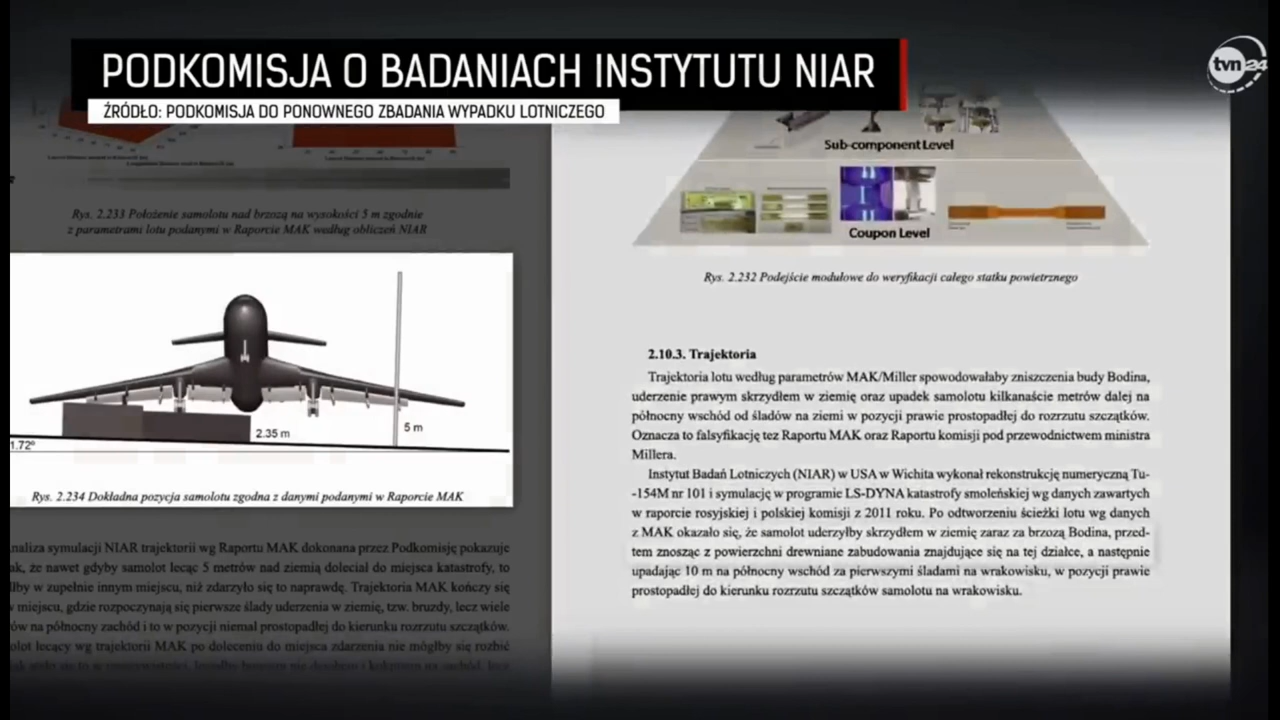 PODKOMISJA O BADANIACH INSTYTUTU NIAR
ŹRÓDŁO: PODKOMISJA DO PONOWNEGO ZBADANIA WYPADKU LOTNICZEGO
tvn24
Rys. 2.233 Położenie samolotu nad brzozą na wysokości 5 m zgodnie
z parametrami lotu podanymi w Raporcie MAK według obliczeń NIAR
2.35 m
5 m
1.72°
Rys. 2.234 Dokładna pozycja samolotu zgodna z danymi podanymi w Raporcie MAK
naliza symulacji NIAR trajektorii wg Raportu MAK dokonana przez Podkomisję pokazuje
ak, że nawet gdyby samolot lecąc 5 metrów nad ziemią doleciał do miejsca katastrofy, to
łby w zupełnie innym miejscu, niż zdarzyło się to naprawdę. Trajektoria MAK kończy się
miejscu, gdzie rozpoczynają się pierwsze ślady uderzenia w ziemię, tzw. bruzdy, lecz wiele
ów na północny zachód i to w pozycji niemal prostopadłej do kierunku rozrzutu szczątków.
olot lecący wg trajektorii MAK po doleceniu do miejsca zdarzenia nie mógłby się rozbić
Sub-component Level
Coupon Level
Rys. 2.232 Podejście modułowe do weryfikacji całego statku powietrznego
2.10.3. Trajektoria
Trajektoria lotu według parametrów MAK/Miller spowodowałaby zniszczenia budy Bodina,
uderzenie prawym skrzydłem w ziemię oraz upadek samolotu kilkanaście metrów dalej na
północny wschód od śladów na ziemi w pozycji prawie prostopadłej do rozrzutu szczątków.
Oznacza to falsyfikację tez Raportu MAK oraz Raportu komisji pod przewodnictwem ministra
Millera.
Instytut Badań Lotniczych (NIAR) w USA w Wichita wykonał rekonstrukcję numeryczną Tu-
-154M nr 101 i symulację w programie LS-DYNA katastrofy smoleńskiej wg danych zawartych
w raporcie rosyjskiej i polskiej komisji z 2011 roku. Po odtworzeniu ścieżki lotu wg danych
z MAK okazało się, że samolot uderzyłby skrzydłem w ziemię zaraz za brzozą Bodina, przed-
tem znosząc z powierzchni drewniane zabudowania znajdujące się na tej działce, a następnie
upadając 10 m na północny wschód za pierwszymi śladami na wrakowisku, w pozycji prawie
prostopadłej do kierunku rozrzutu szczątków samolotu na wrakowisku.